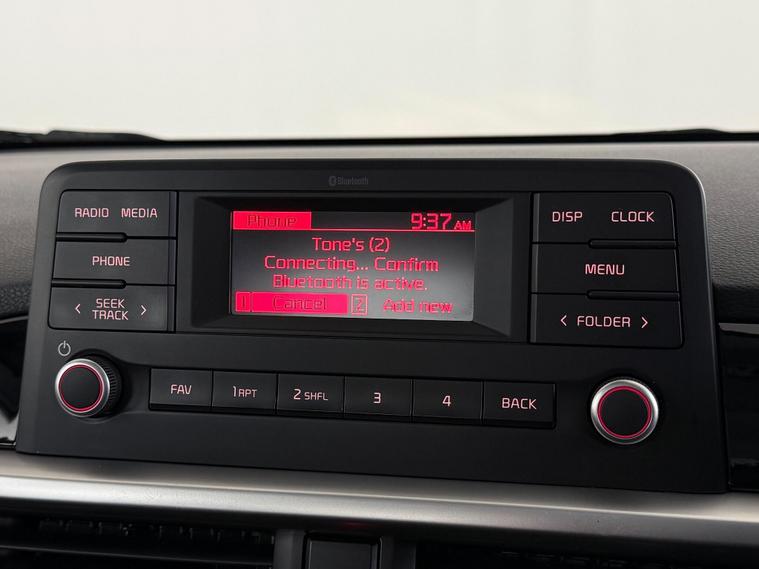 Bluetooth
RADIO MEDIA
PHONE
< SEEK TRACK >
Phone 9:37 AM
Tone's (2)
Connecting... Confirm
Bluetooth is active.
1 Cancel 2 Add new
DISP CLOCK
MENU
< FOLDER >
FAV 1 RPT 2 SHFL 3 4 BACK